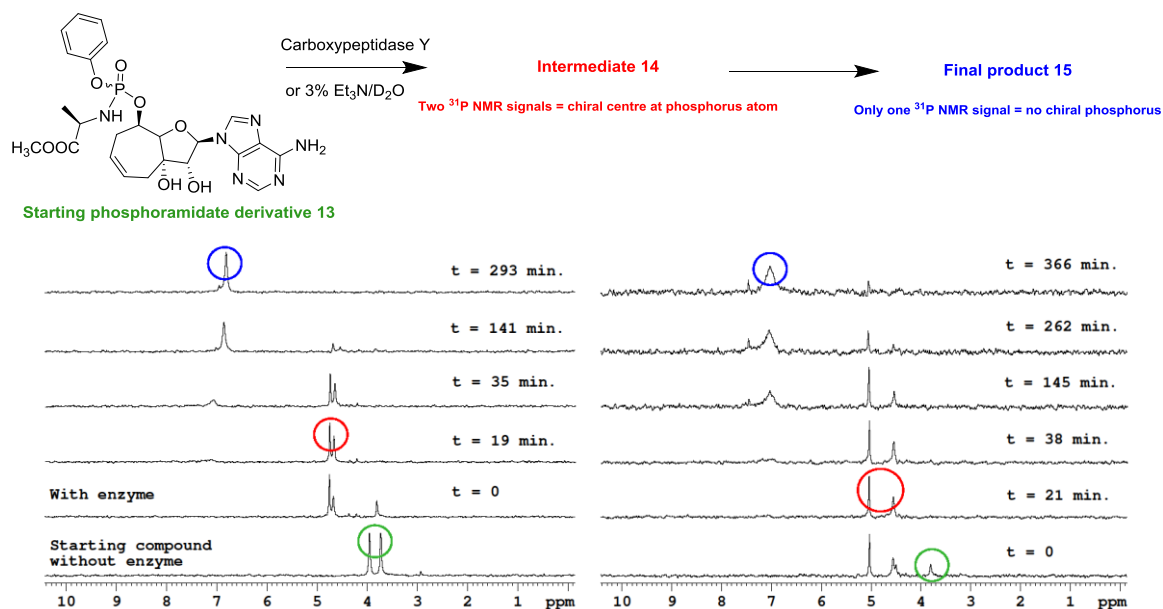 Carboxypeptidase Y
or 3% Et₃N/D₂O
Intermediate 14
Two ³¹P NMR signals = chiral centre at phosphorus atom
Final product 15
Only one ³¹P NMR signal = no chiral phosphorus
O
O P
NH O
H₃COOC
O
N N
NH₂
N N
OH OH
Starting phosphoramidate derivative 13
t = 293 min.
t = 141 min.
t = 35 min.
t = 19 min.
With enzyme t = 0
Starting compound
without enzyme
10 9 8 7 6 5 4 3 2 1 ppm
t = 366 min.
t = 262 min.
t = 145 min.
t = 38 min.
t = 21 min.
t = 0
10 9 8 7 6 5 4 3 2 1 ppm